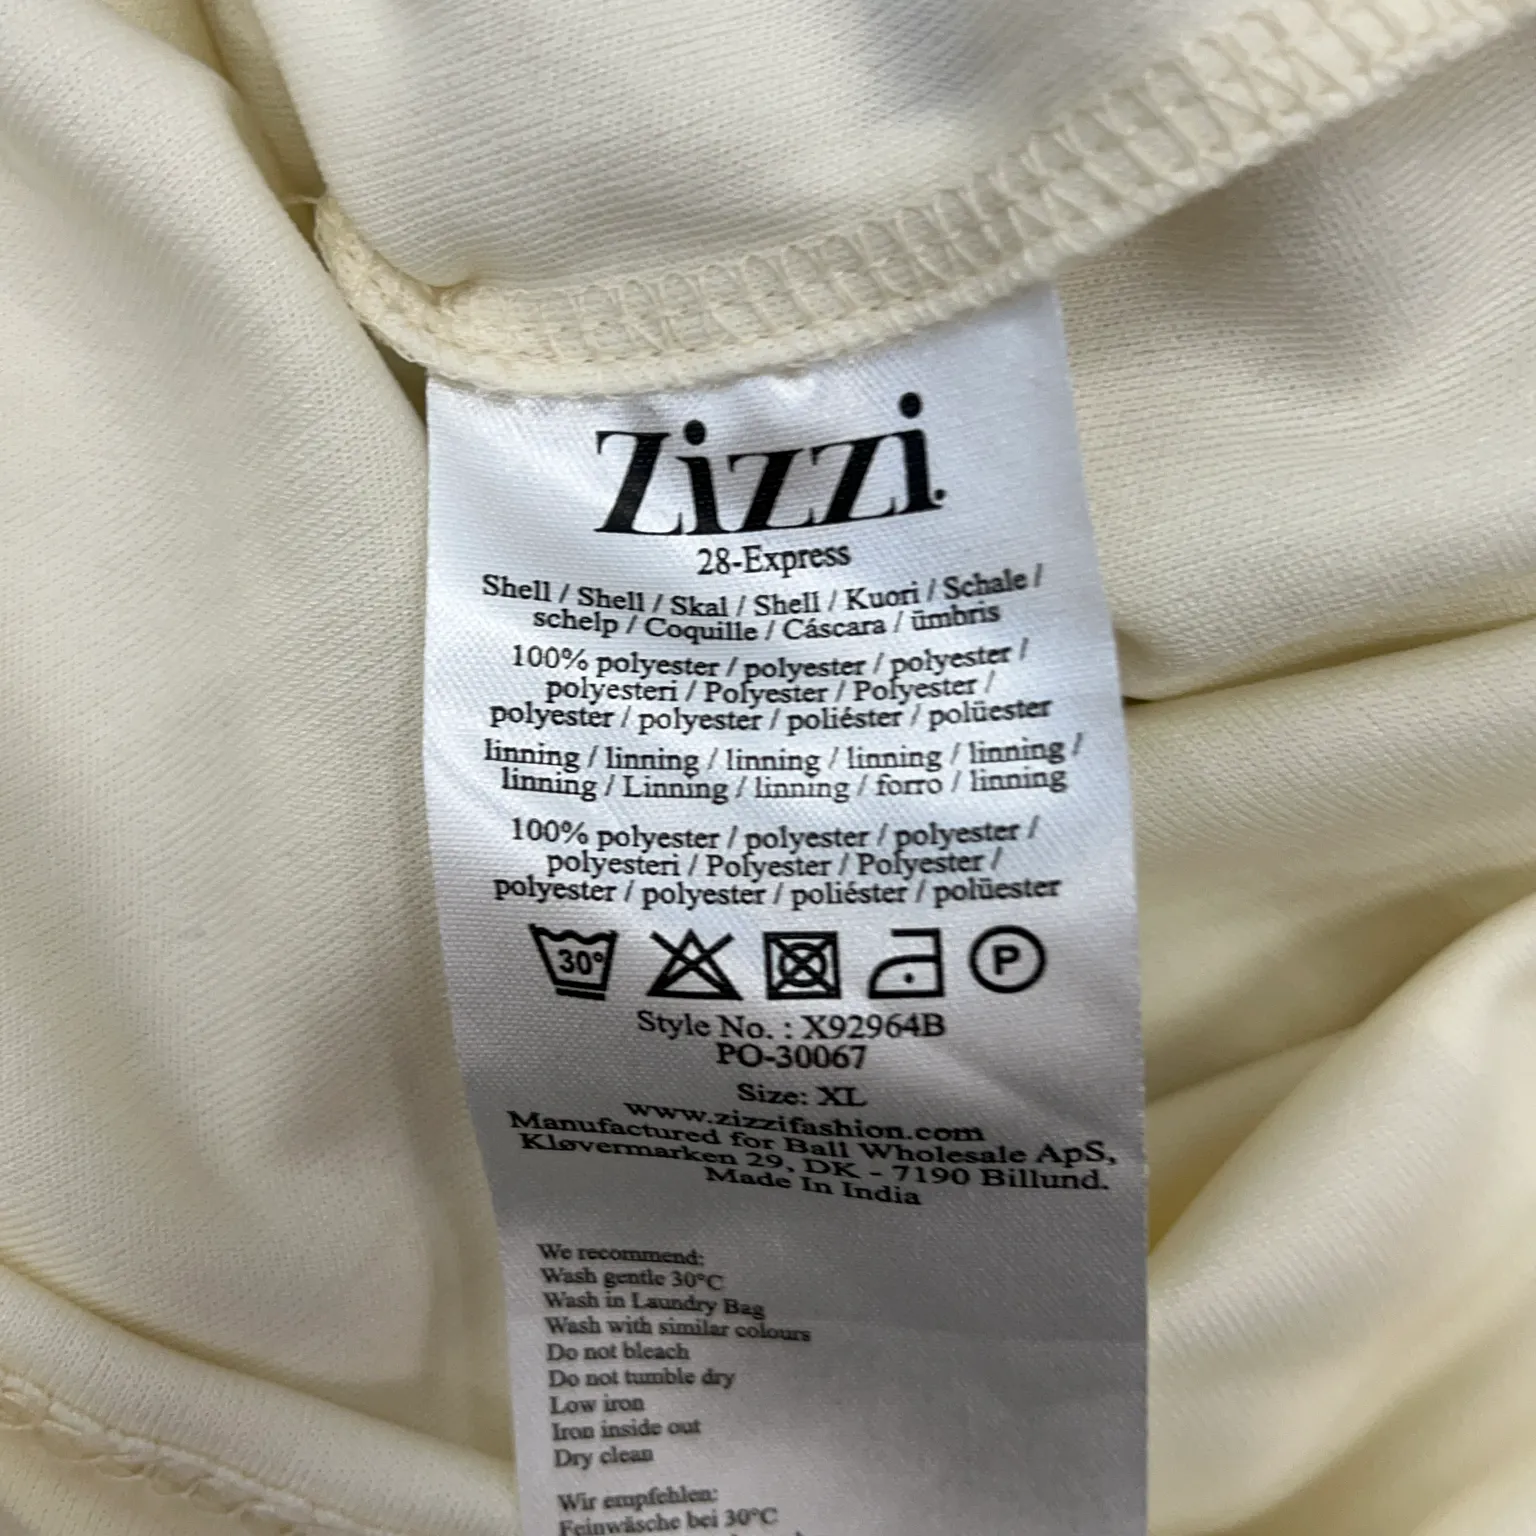 Zizzi.
28-Express
Shell / Shell / Skal / Shell / Kuori / Schale /
schelp / Coquille / Cáscara / ümbris
100% polyester / polyester / polyester /
polyesteri / Polyester / Polyester /
polyester / polyester / poliéster / polüester
linning / linning / linning / linning / linning /
linning / Linning / linning / forro / linning
100% polyester / polyester / polyester /
polyesteri / Polyester / Polyester /
polyester / polyester / poliéster / polüester
30° P
Style No. : X92964B
PO-30067
Size: XL
www.zizzifashion.com
Manufactured for Ball Wholesale ApS,
Kløvermarken 29, DK - 7190 Billund.
Made In India
We recommend:
Wash gentle 30°C
Wash in Laundry Bag
Wash with similar colours
Do not bleach
Do not tumble dry
Low iron
Iron inside out
Dry clean
Wir empfehlen:
Feinwäsche bei 30°C